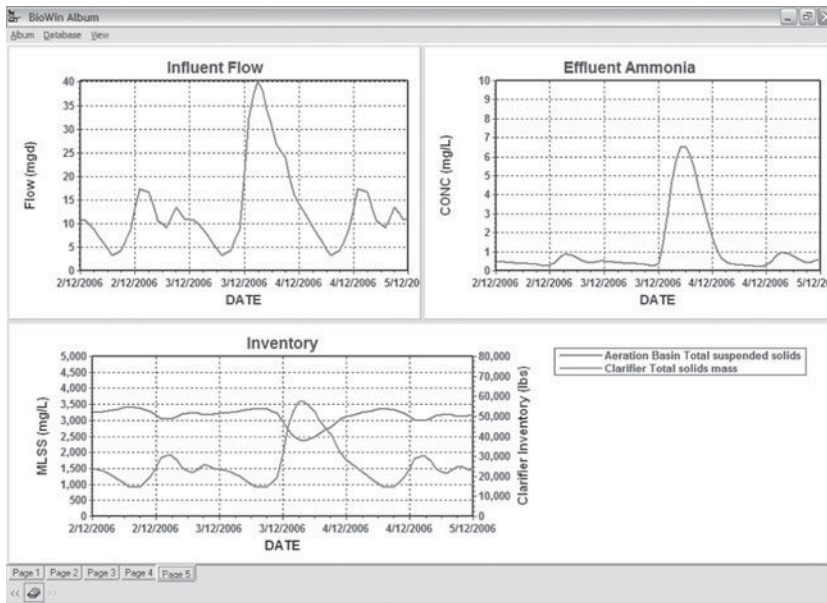 BioWin Album
Album Database View
Influent Flow
40
35
30
25
20
15
10
5
0
Flow (mgd)
2/12/2006 2/12/2006 3/12/2006 3/12/2006 4/12/2006 4/12/2006 5/12/20
DATE
Effluent Ammonia
10
9
8
7
6
5
4
3
2
1
0
CONC (mg/L)
2/12/2006 2/12/2006 3/12/2006 3/12/2006 4/12/2006 4/12/2006 5/12/20
DATE
Inventory
5,000
4,500
4,000
3,500
3,000
2,500
2,000
1,500
1,000
500
0
MLSS (mg/L)
80,000
70,000
60,000
50,000
40,000
30,000
20,000
10,000
0
Clarifier Inventory (lbs)
2/12/2006 2/12/2006 3/12/2006 3/12/2006 4/12/2006 4/12/2006 5/12/2006
DATE
Aeration Basin Total suspended solids
Clarifier Total solids mass
Page 1 Page 2 Page 3 Page 4 Page 5
<< >>